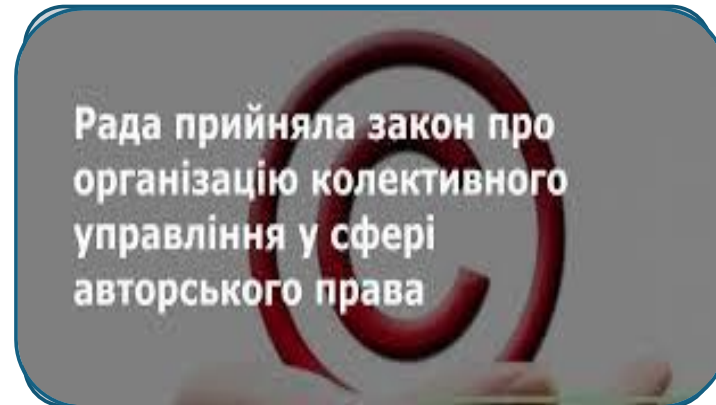 Рада прийняла закон про
організацію колективного
управління у сфері
авторського права